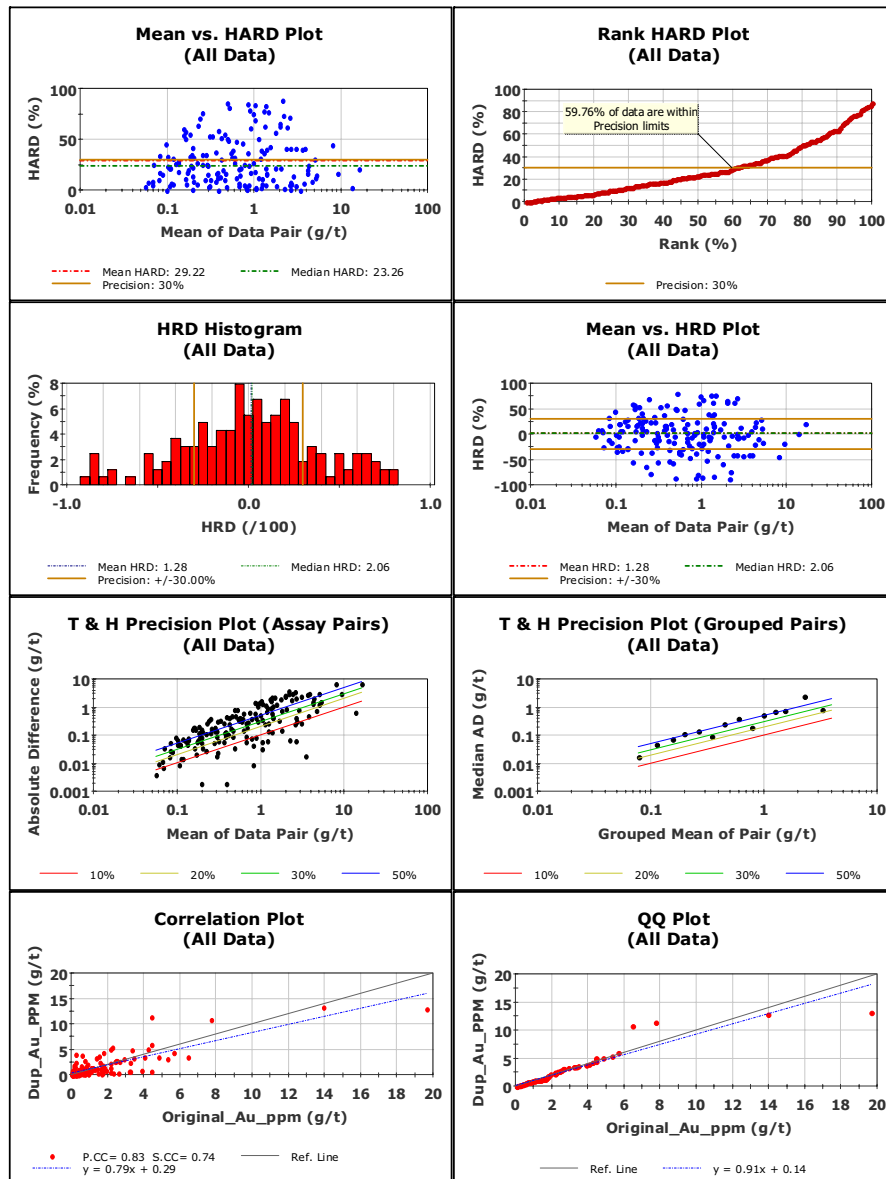 Mean vs. HARD Plot
(All Data)
HARD (%)
100
50
0
0.01 0.1 1 10 100
Mean of Data Pair (g/t)
Mean HARD: 29.22 Median HARD: 23.26
Precision: 30%
Rank HARD Plot
(All Data)
HARD (%)
100
80
60
40
20
0
59.76% of data are within
Precision limits
0 10 20 30 40 50 60 70 80 90 100
Rank (%)
Precision: 30%
HRD Histogram
(All Data)
Frequency (%)
8
6
4
2
0
-1.0 0.0 1.0
HRD (/100)
Mean HRD: 1.28 Median HRD: 2.06
Precision: +/-30.00%
Mean vs. HRD Plot
(All Data)
HRD (%)
100
50
0
-50
-100
0.01 0.1 1 10 100
Mean of Data Pair (g/t)
Mean HRD: 1.28 Median HRD: 2.06
Precision: +/-30%
T & H Precision Plot (Assay Pairs)
(All Data)
Absolute Difference (g/t)
10
1
0.1
0.01
0.001
0.01 0.1 1 10 100
Mean of Data Pair (g/t)
10% 20% 30% 50%
T & H Precision Plot (Grouped Pairs)
(All Data)
Median AD (g/t)
10
1
0.1
0.01
0.001
0.01 0.1 1 10
Grouped Mean of Pair (g/t)
10% 20% 30% 50%
Correlation Plot
(All Data)
Dup_Au_PPM (g/t)
20
15
10
5
0
0 2 4 6 8 10 12 14 16 18 20
Original_Au_ppm (g/t)
P.CC= 0.83 S.CC= 0.74 Ref. Line
y = 0.79x + 0.29
QQ Plot
(All Data)
Dup_Au_PPM (g/t)
20
15
10
5
0
0 2 4 6 8 10 12 14 16 18 20
Original_Au_ppm (g/t)
Ref. Line y = 0.91x + 0.14